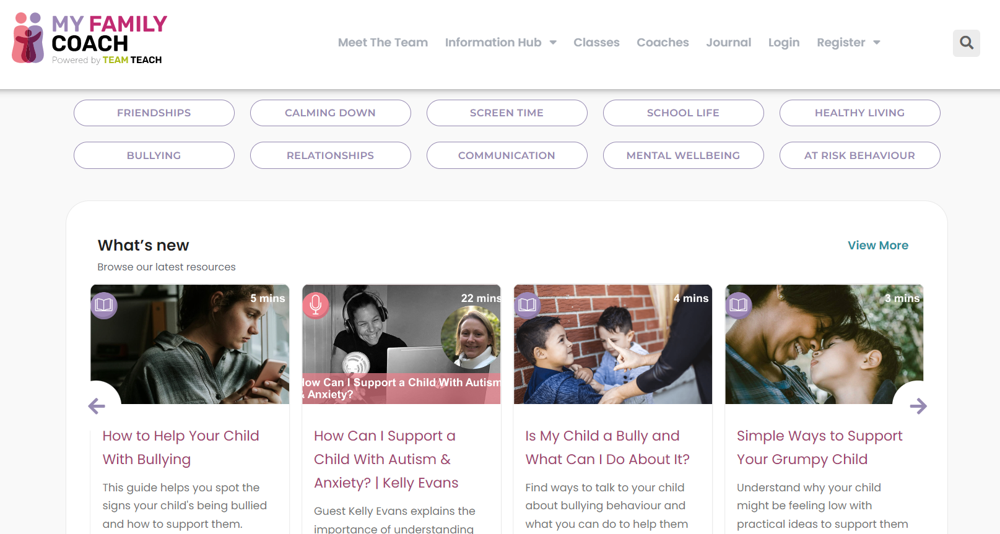 MY FAMILY
COACH
Powered by TEAM TEACH
Meet The Team
Information Hub
Classes
Coaches
Journal
Login
Register
FRIENDSHIPS
CALMING DOWN
SCREEN TIME
SCHOOL LIFE
HEALTHY LIVING
BULLYING
RELATIONSHIPS
COMMUNICATION
MENTAL WELLBEING
AT RISK BEHAVIOUR
What's new
View More
Browse our latest resources
5 mins
22 mins
How Can I Support a Child With Autism
& Anxiety?
4 mins
3 mins
How to Help Your Child
With Bullying
This guide helps you spot the
signs your child's being bullied
and how to support them.
How Can I Support a
Child With Autism &
Anxiety? | Kelly Evans
Guest Kelly Evans explains the
importance of understanding
Is My Child a Bully and
What Can I Do About It?
Find ways to talk to your child
about bullying behaviour and
what you can do to help them
Simple Ways to Support
Your Grumpy Child
Understand why your child
might be feeling low with
practical ideas to support them